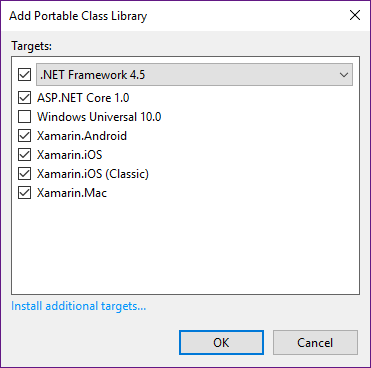 Add Portable Class Library
Targets:
.NET Framework 4.5
ASP.NET Core 1.0
Windows Universal 10.0
Xamarin.Android
Xamarin.iOS
Xamarin.iOS (Classic)
Xamarin.Mac
Install additional targets...
OK
Cancel